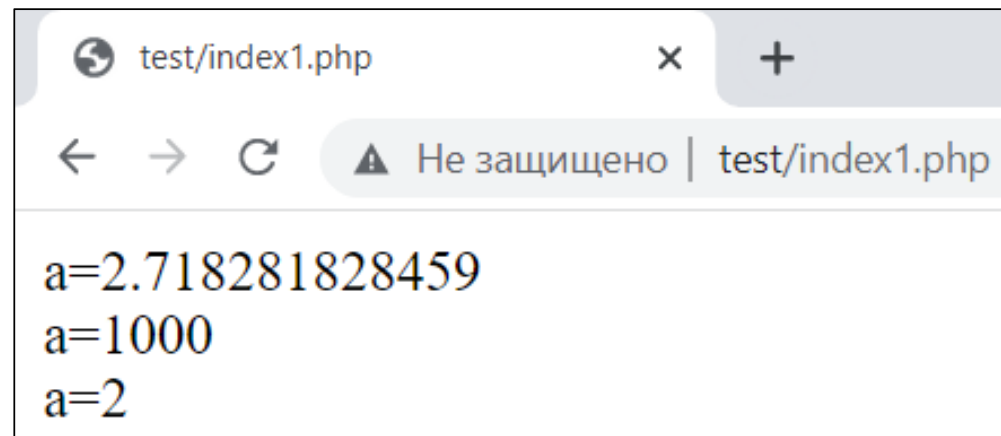 test/index1.php
Не защищено | test/index1.php
a=2.718281828459
a=1000
a=2